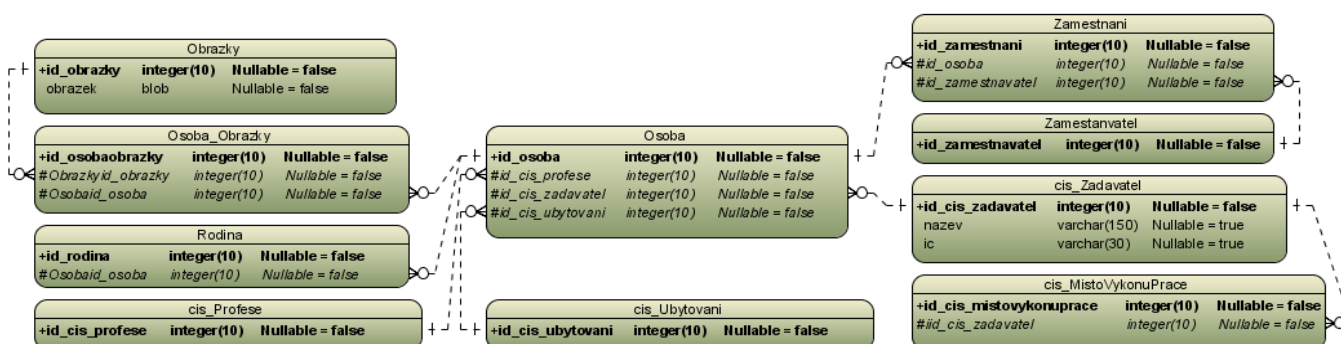 Obrazky
+id_obrazky integer(10) Nullable = false
obrazek blob Nullable = false
Osoba_Obrazky
+id_osobaobrazky integer(10) Nullable = false
#Obrazkyid_obrazky integer(10) Nullable = false
#Osobaid_osoba integer(10) Nullable = false
Rodina
+id_rodina integer(10) Nullable = false
#Osobaid_osoba integer(10) Nullable = false
cis_Profese
+id_cis_profese integer(10) Nullable = false
Osoba
+id_osoba integer(10) Nullable = false
#id_cis_profese integer(10) Nullable = false
#id_cis_zadavatel integer(10) Nullable = false
#id_cis_ubytovani integer(10) Nullable = false
cis_Ubytovani
+id_cis_ubytovani integer(10) Nullable = false
Zamestnani
+id_zamestnani integer(10) Nullable = false
#id_osoba integer(10) Nullable = false
#id_zamestnavatel integer(10) Nullable = false
Zamestanvatel
+id_zamestnavatel integer(10) Nullable = false
cis_Zadavatel
+id_cis_zadavatel integer(10) Nullable = false
nazev varchar(150) Nullable = true
ic varchar(30) Nullable = true
cis_MistoVykonuPrace
+id_cis_mistovykonuprace integer(10) Nullable = false
#iid_cis_zadavatel integer(10) Nullable = false